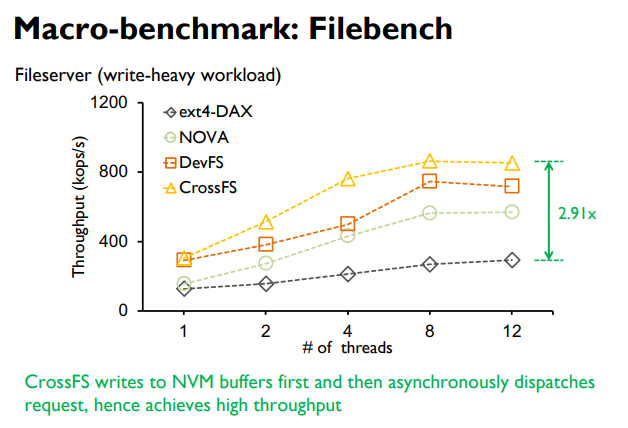 Macro-benchmark: Filebench
Fileserver (write-heavy workload)
Throughput (kops/s)
1200
800
400
0
ext4-DAX
NOVA
DevFS
CrossFS
2.91x
1 2 4 8 12
# of threads
CrossFS writes to NVM buffers first and then asynchronously dispatches
request, hence achieves high throughput